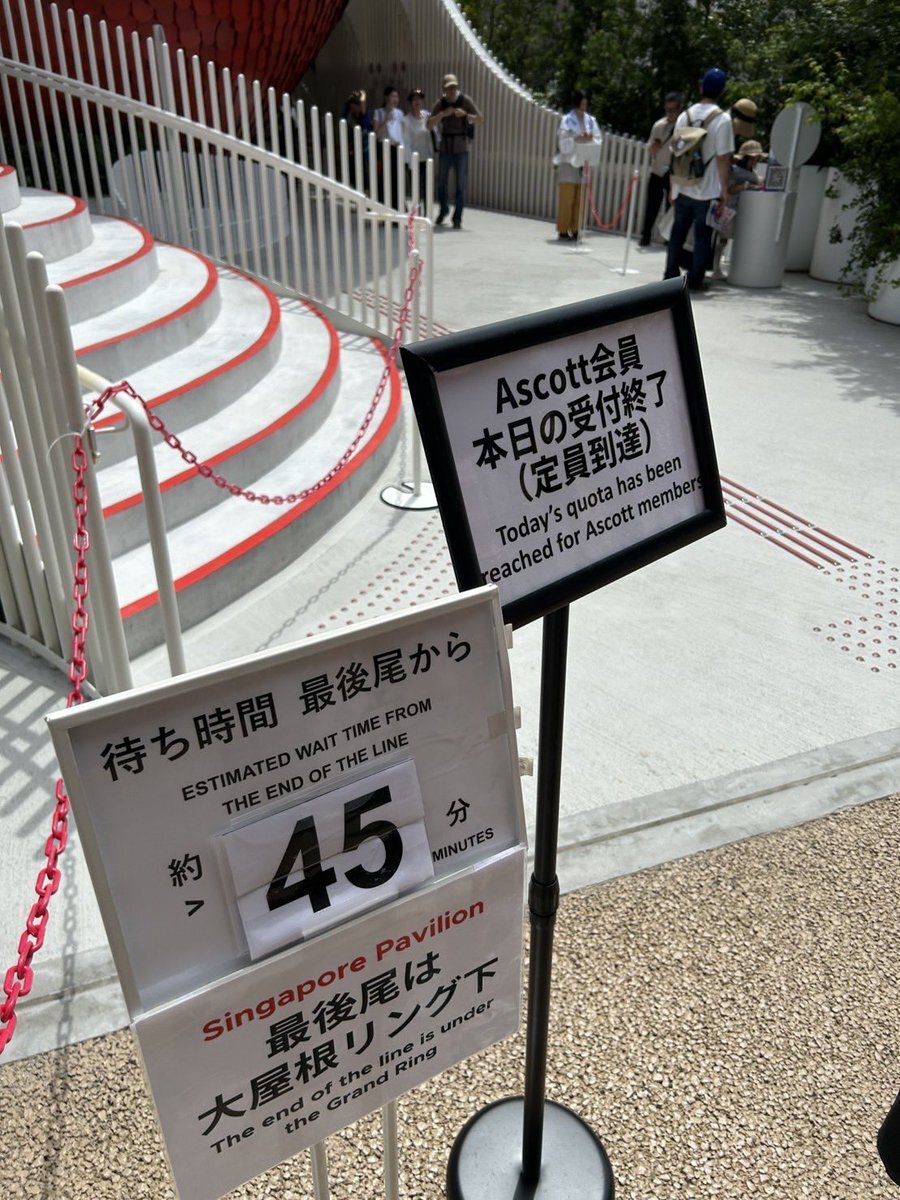 Ascott会員
本日の受付終了
（定員到達）
Today's quota has been
reached for Ascott members
待ち時間 最後尾から
ESTIMATED WAIT TIME FROM
THE END OF THE LINE
約 45 分
> MINUTES
Singapore Pavilion
最後尾は
大屋根リング下
The end of the line is under
the Grand Ring